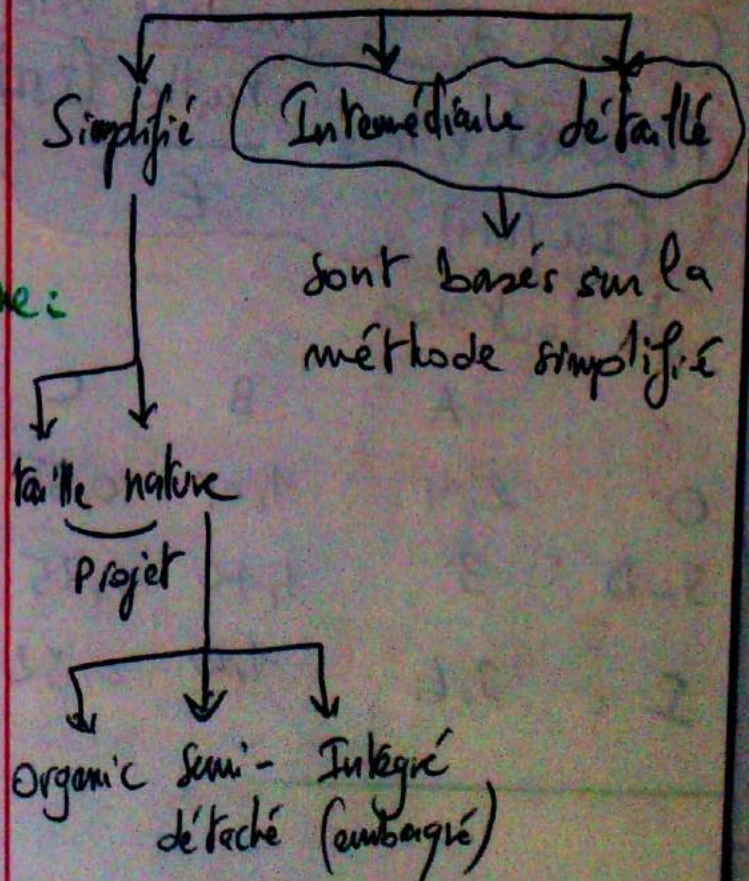 Simplifié Intermédiaire détaillé
sont basés sur la
méthode simplifié
taille nature
Projet
Organic Semi- Intégré
détaché (embarqué)